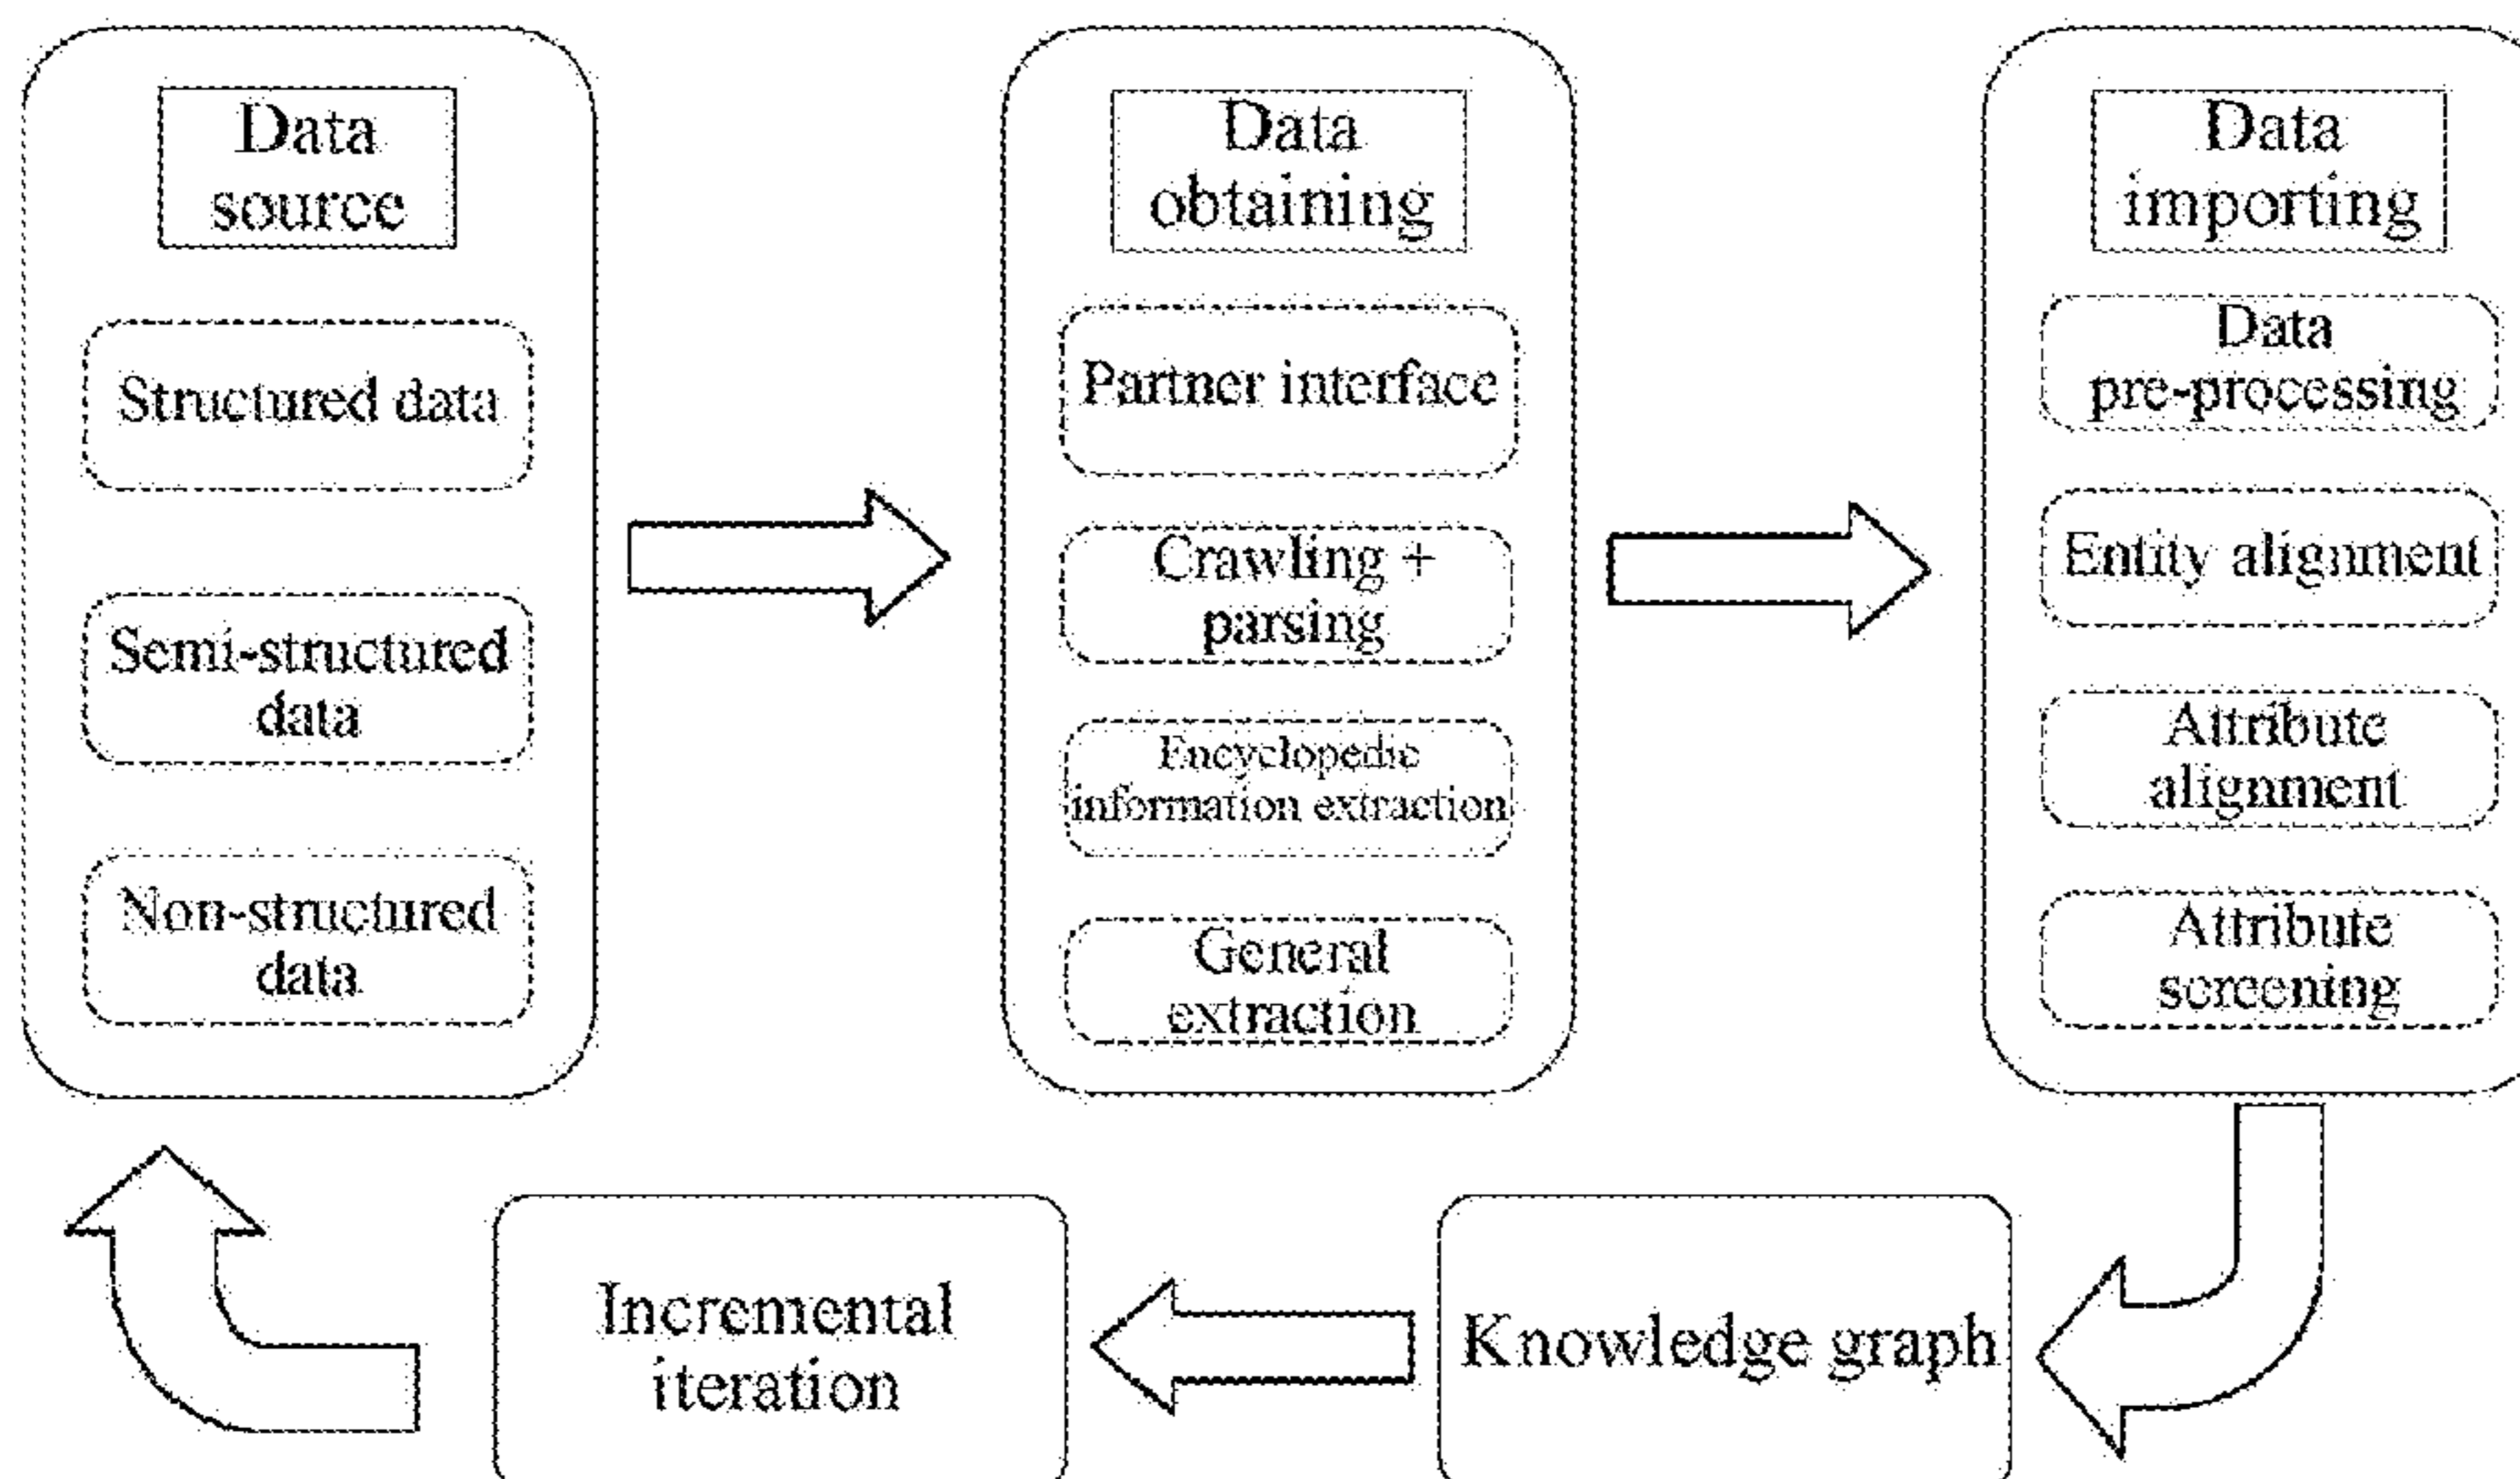 Data
source
Structured data
Semi-structured
data
Non-structured
data
Data
obtaining
Partner interface
Crawling +
parsing
Encyclopedic
information extraction
General
extraction
Data
importing
Data
pre-processing
Entity alignment
Attribute
alignment
Attribute
screening
Knowledge graph
Incremental
iteration